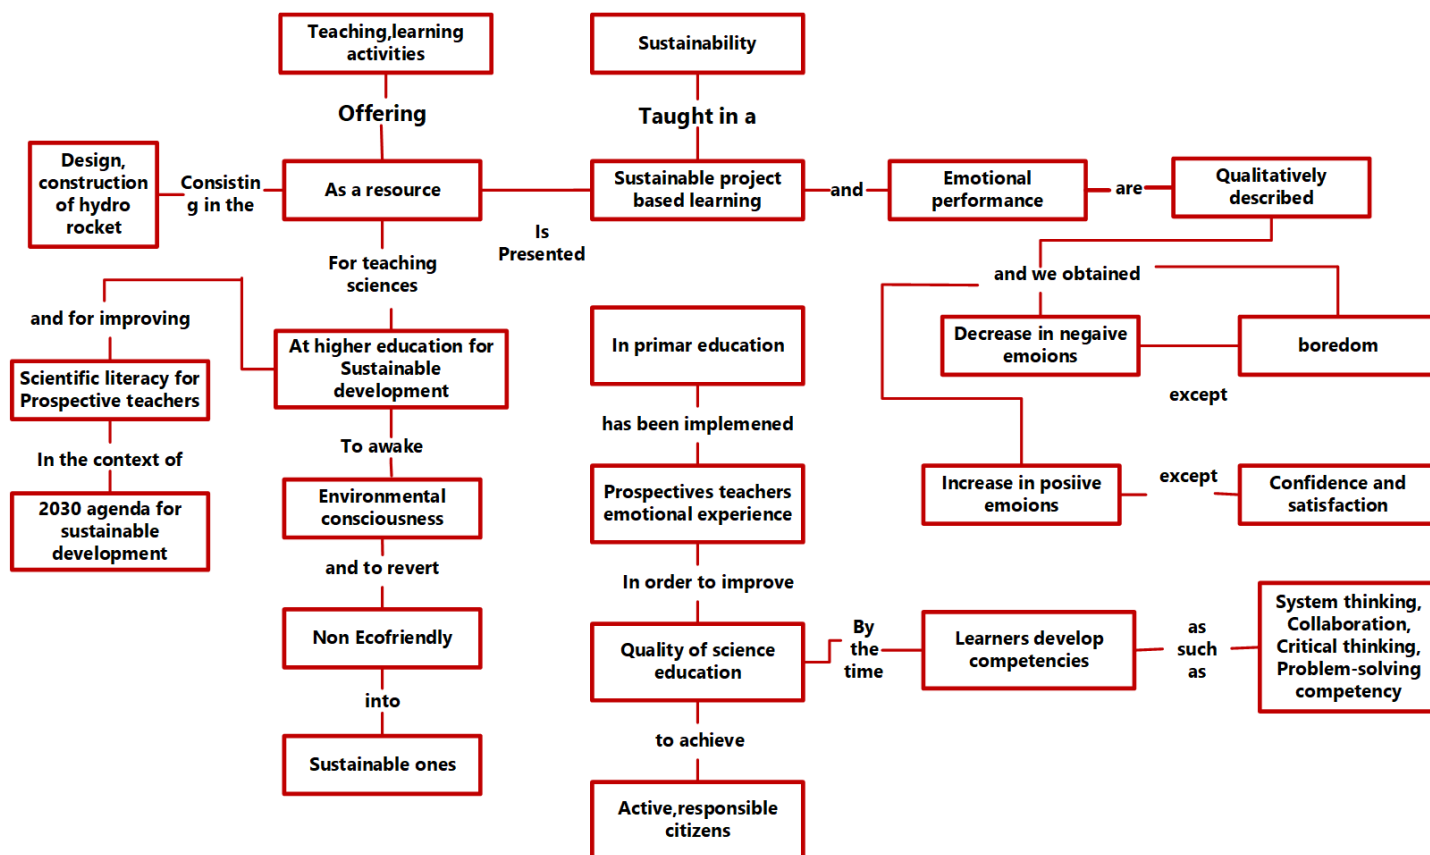 Teaching,learning
activities
Sustainability
Offering
Taught in a
Design,
construction
of hydro
rocket
Consistin
g in the
As a resource
Is
Presented
Sustainable project
based learning
and
Emotional
performance
are
Qualitatively
described
For teaching
sciences
and we obtained
and for improving
At higher education for
Sustainable
development
In primar education
Decrease in negaive
emoions
boredom
except
Scientific literacy for
Prospective teachers
To awake
has been implemened
In the context of
2030 agenda for
sustainable
development
Environmental
consciousness
Prospectives teachers
emotional experience
Increase in posiive
emoions
except
Confidence and
satisfaction
and to revert
In order to improve
Non Ecofriendly
Quality of science
education
By
the
time
Learners develop
competencies
as
such
as
System thinking,
Collaboration,
Critical thinking,
Problem-solving
competency
into
to achieve
Sustainable ones
Active,responsible
citizens